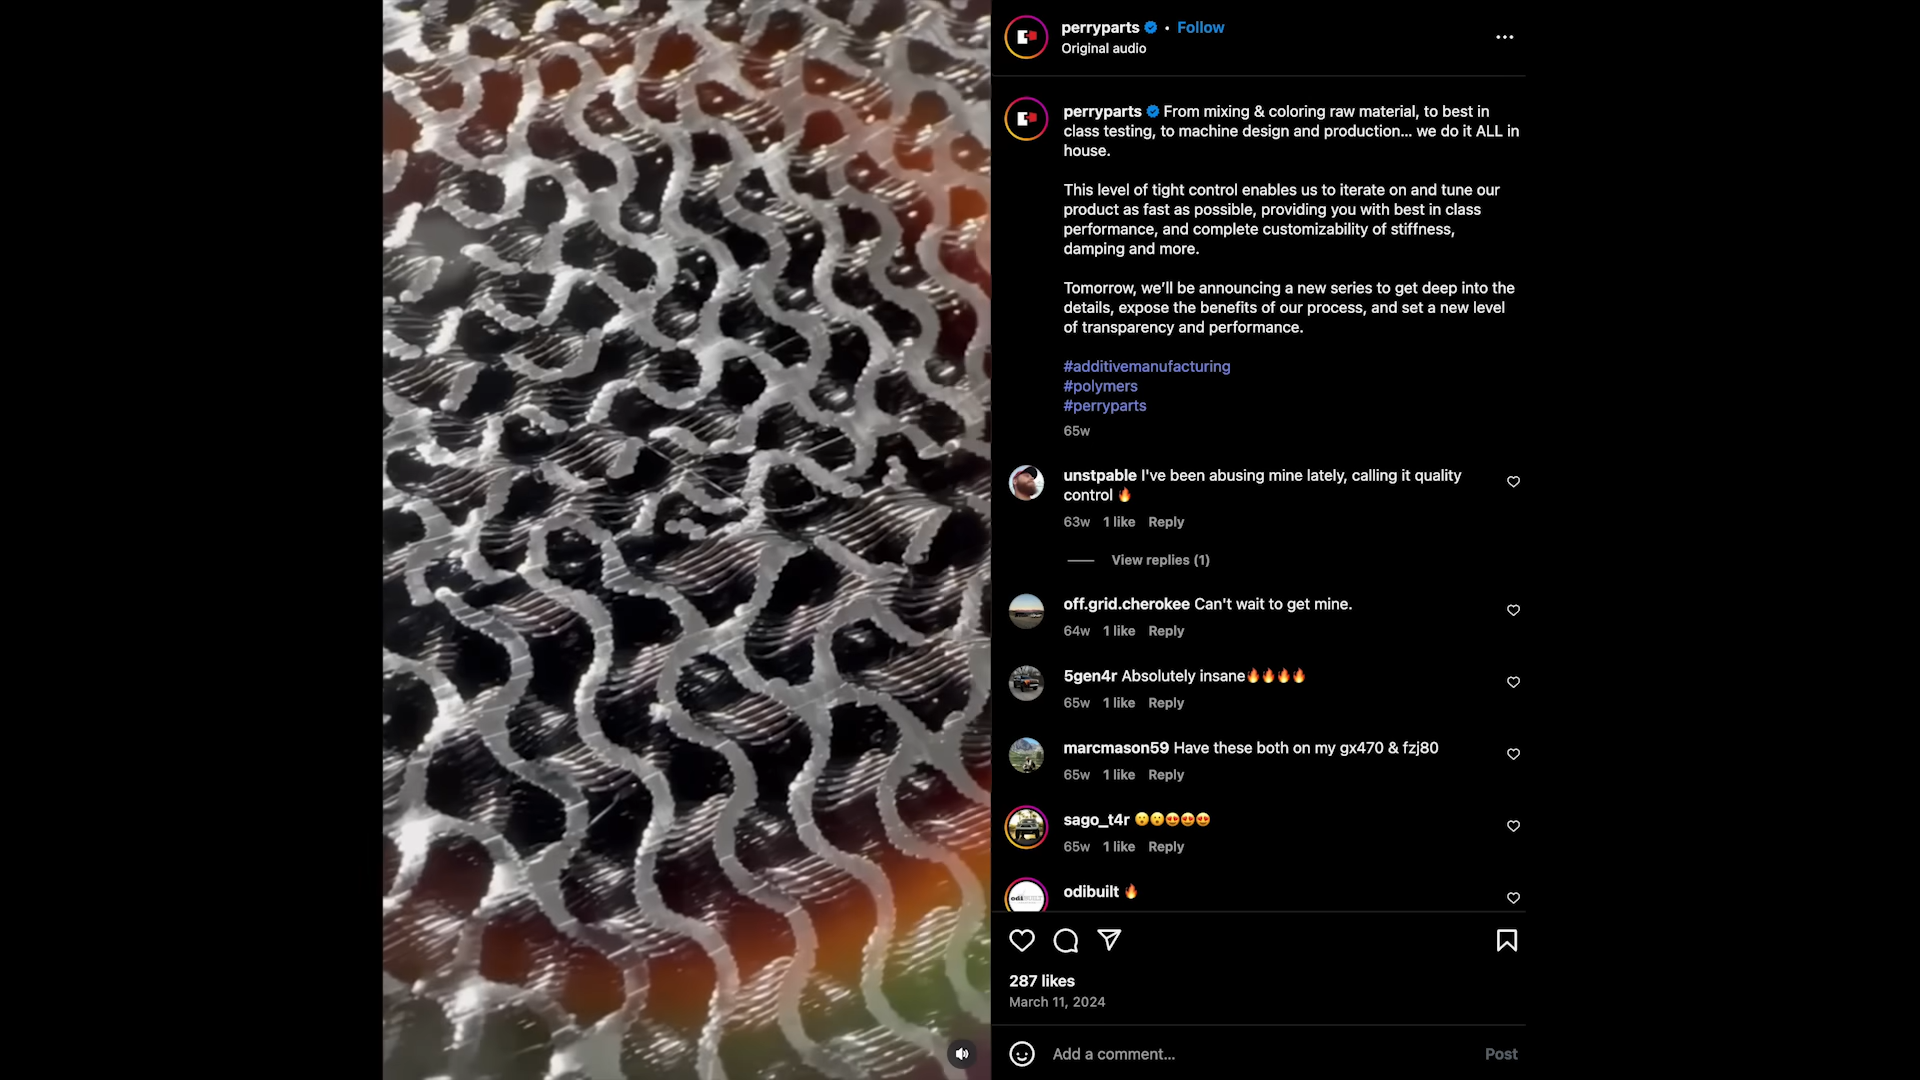 perryparts • Follow
Original audio
perryparts From mixing & coloring raw material, to best in
class testing, to machine design and production... we do it ALL in
house.
This level of tight control enables us to iterate on and tune our
product as fast as possible, providing you with best in class
performance, and complete customizability of stiffness,
damping and more.
Tomorrow, we'll be announcing a new series to get deep into the
details, expose the benefits of our process, and set a new level
of transparency and performance.
#additivemanufacturing
#polymers
#perryparts
65w
unstpable I've been abusing mine lately, calling it quality
control 🔥
63w 1 like Reply
View replies (1)
off.grid.cherokee Can't wait to get mine.
64w 1 like Reply
5gen4r Absolutely insane🔥🔥🔥🔥
65w 1 like Reply
marcmason59 Have these both on my gx470 & fzj80
65w 1 like Reply
sago_t4r 😮😮😍😍😍
65w 1 like Reply
odibuilt 🔥
287 likes
March 11, 2024
Add a comment...
Post